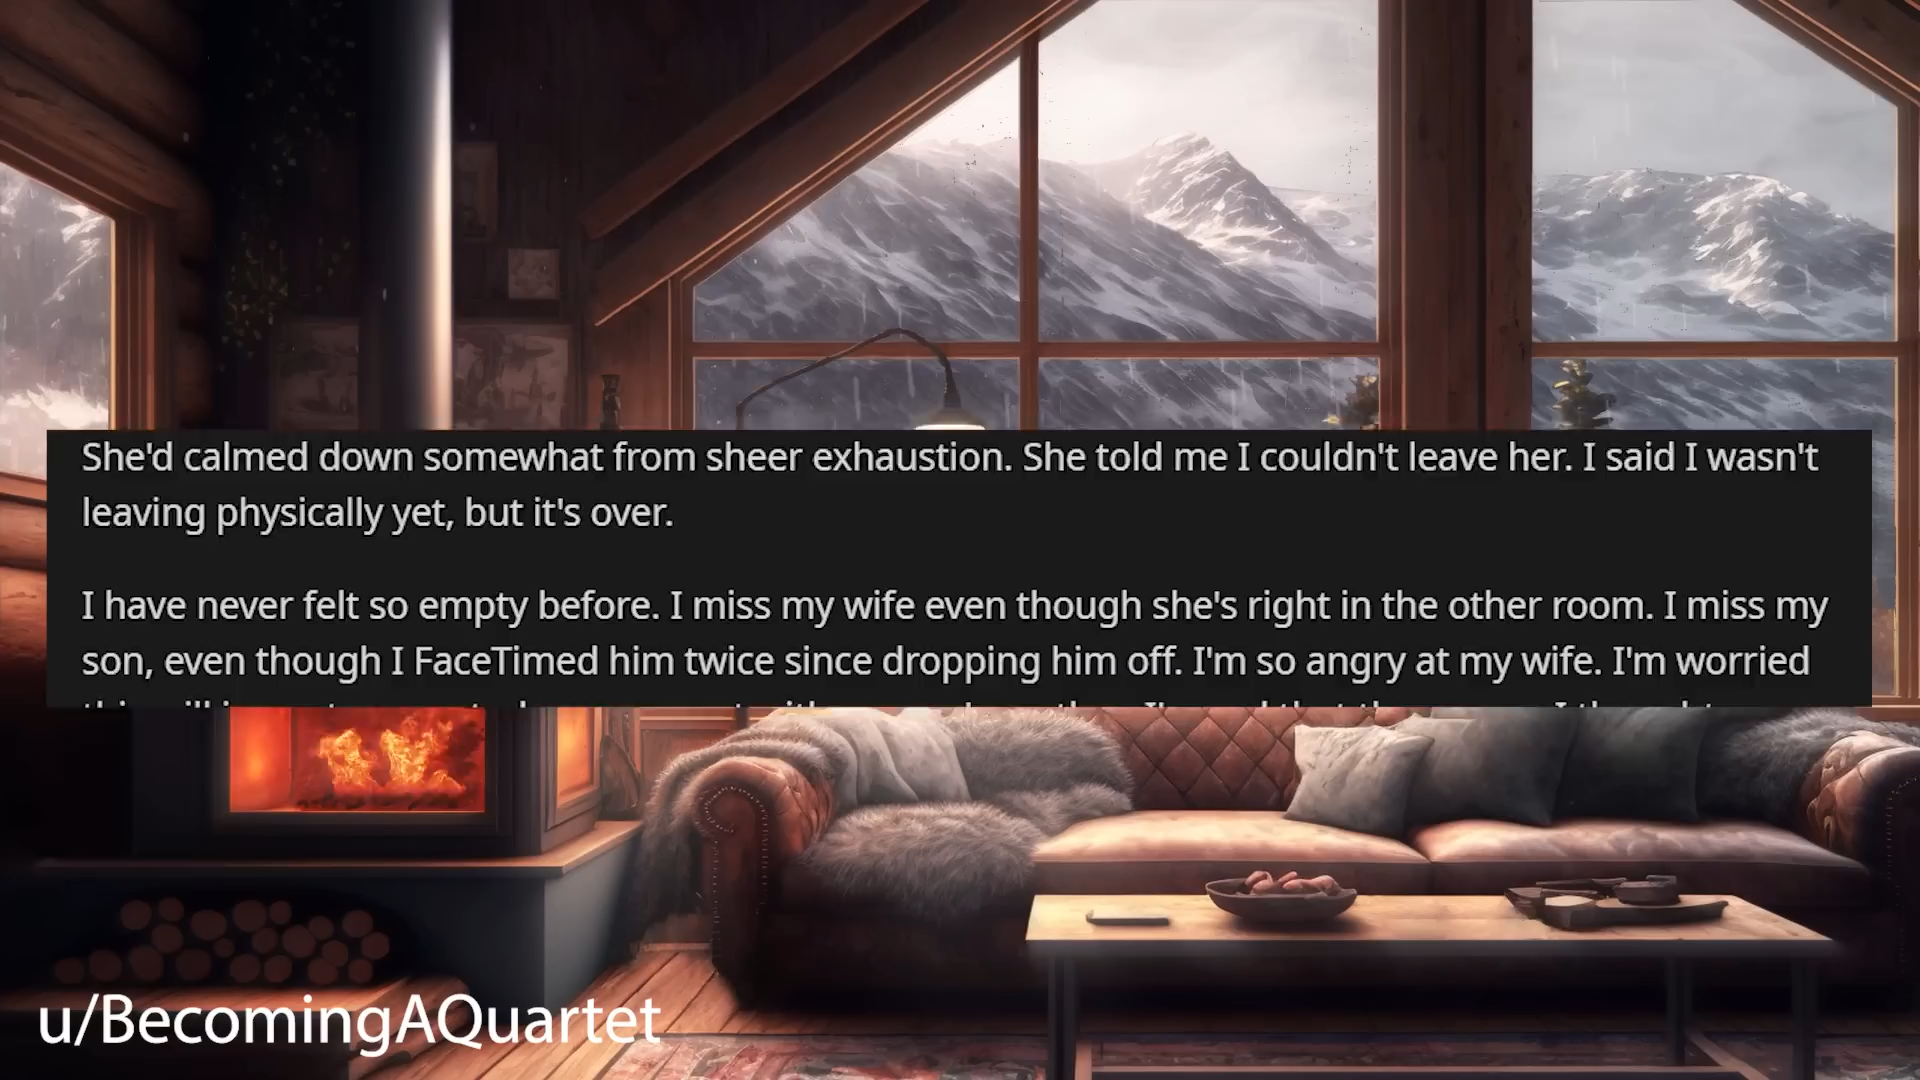 She'd calmed down somewhat from sheer exhaustion. She told me I couldn't leave her. I said I wasn't
leaving physically yet, but it's over.
I have never felt so empty before. I miss my wife even though she's right in the other room. I miss my
son, even though I FaceTimed him twice since dropping him off. I'm so angry at my wife. I'm worried
u/BecomingAQuartet